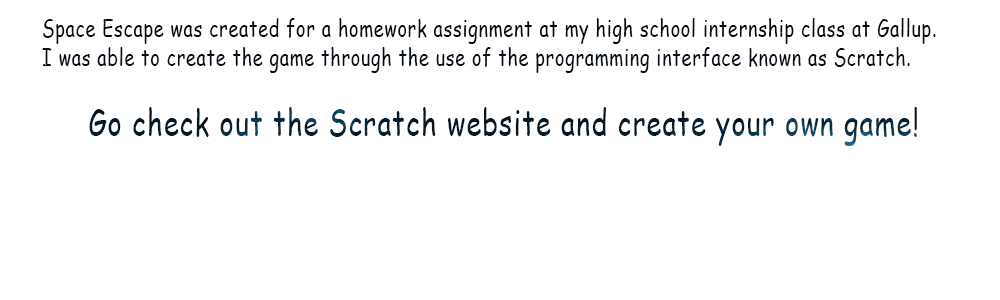 Space Escape was created for a homework assignment at my high school internship class at Gallup.
I was able to create the game through the use of the programming interface known as Scratch.
Go check out the Scratch website and create your own game!